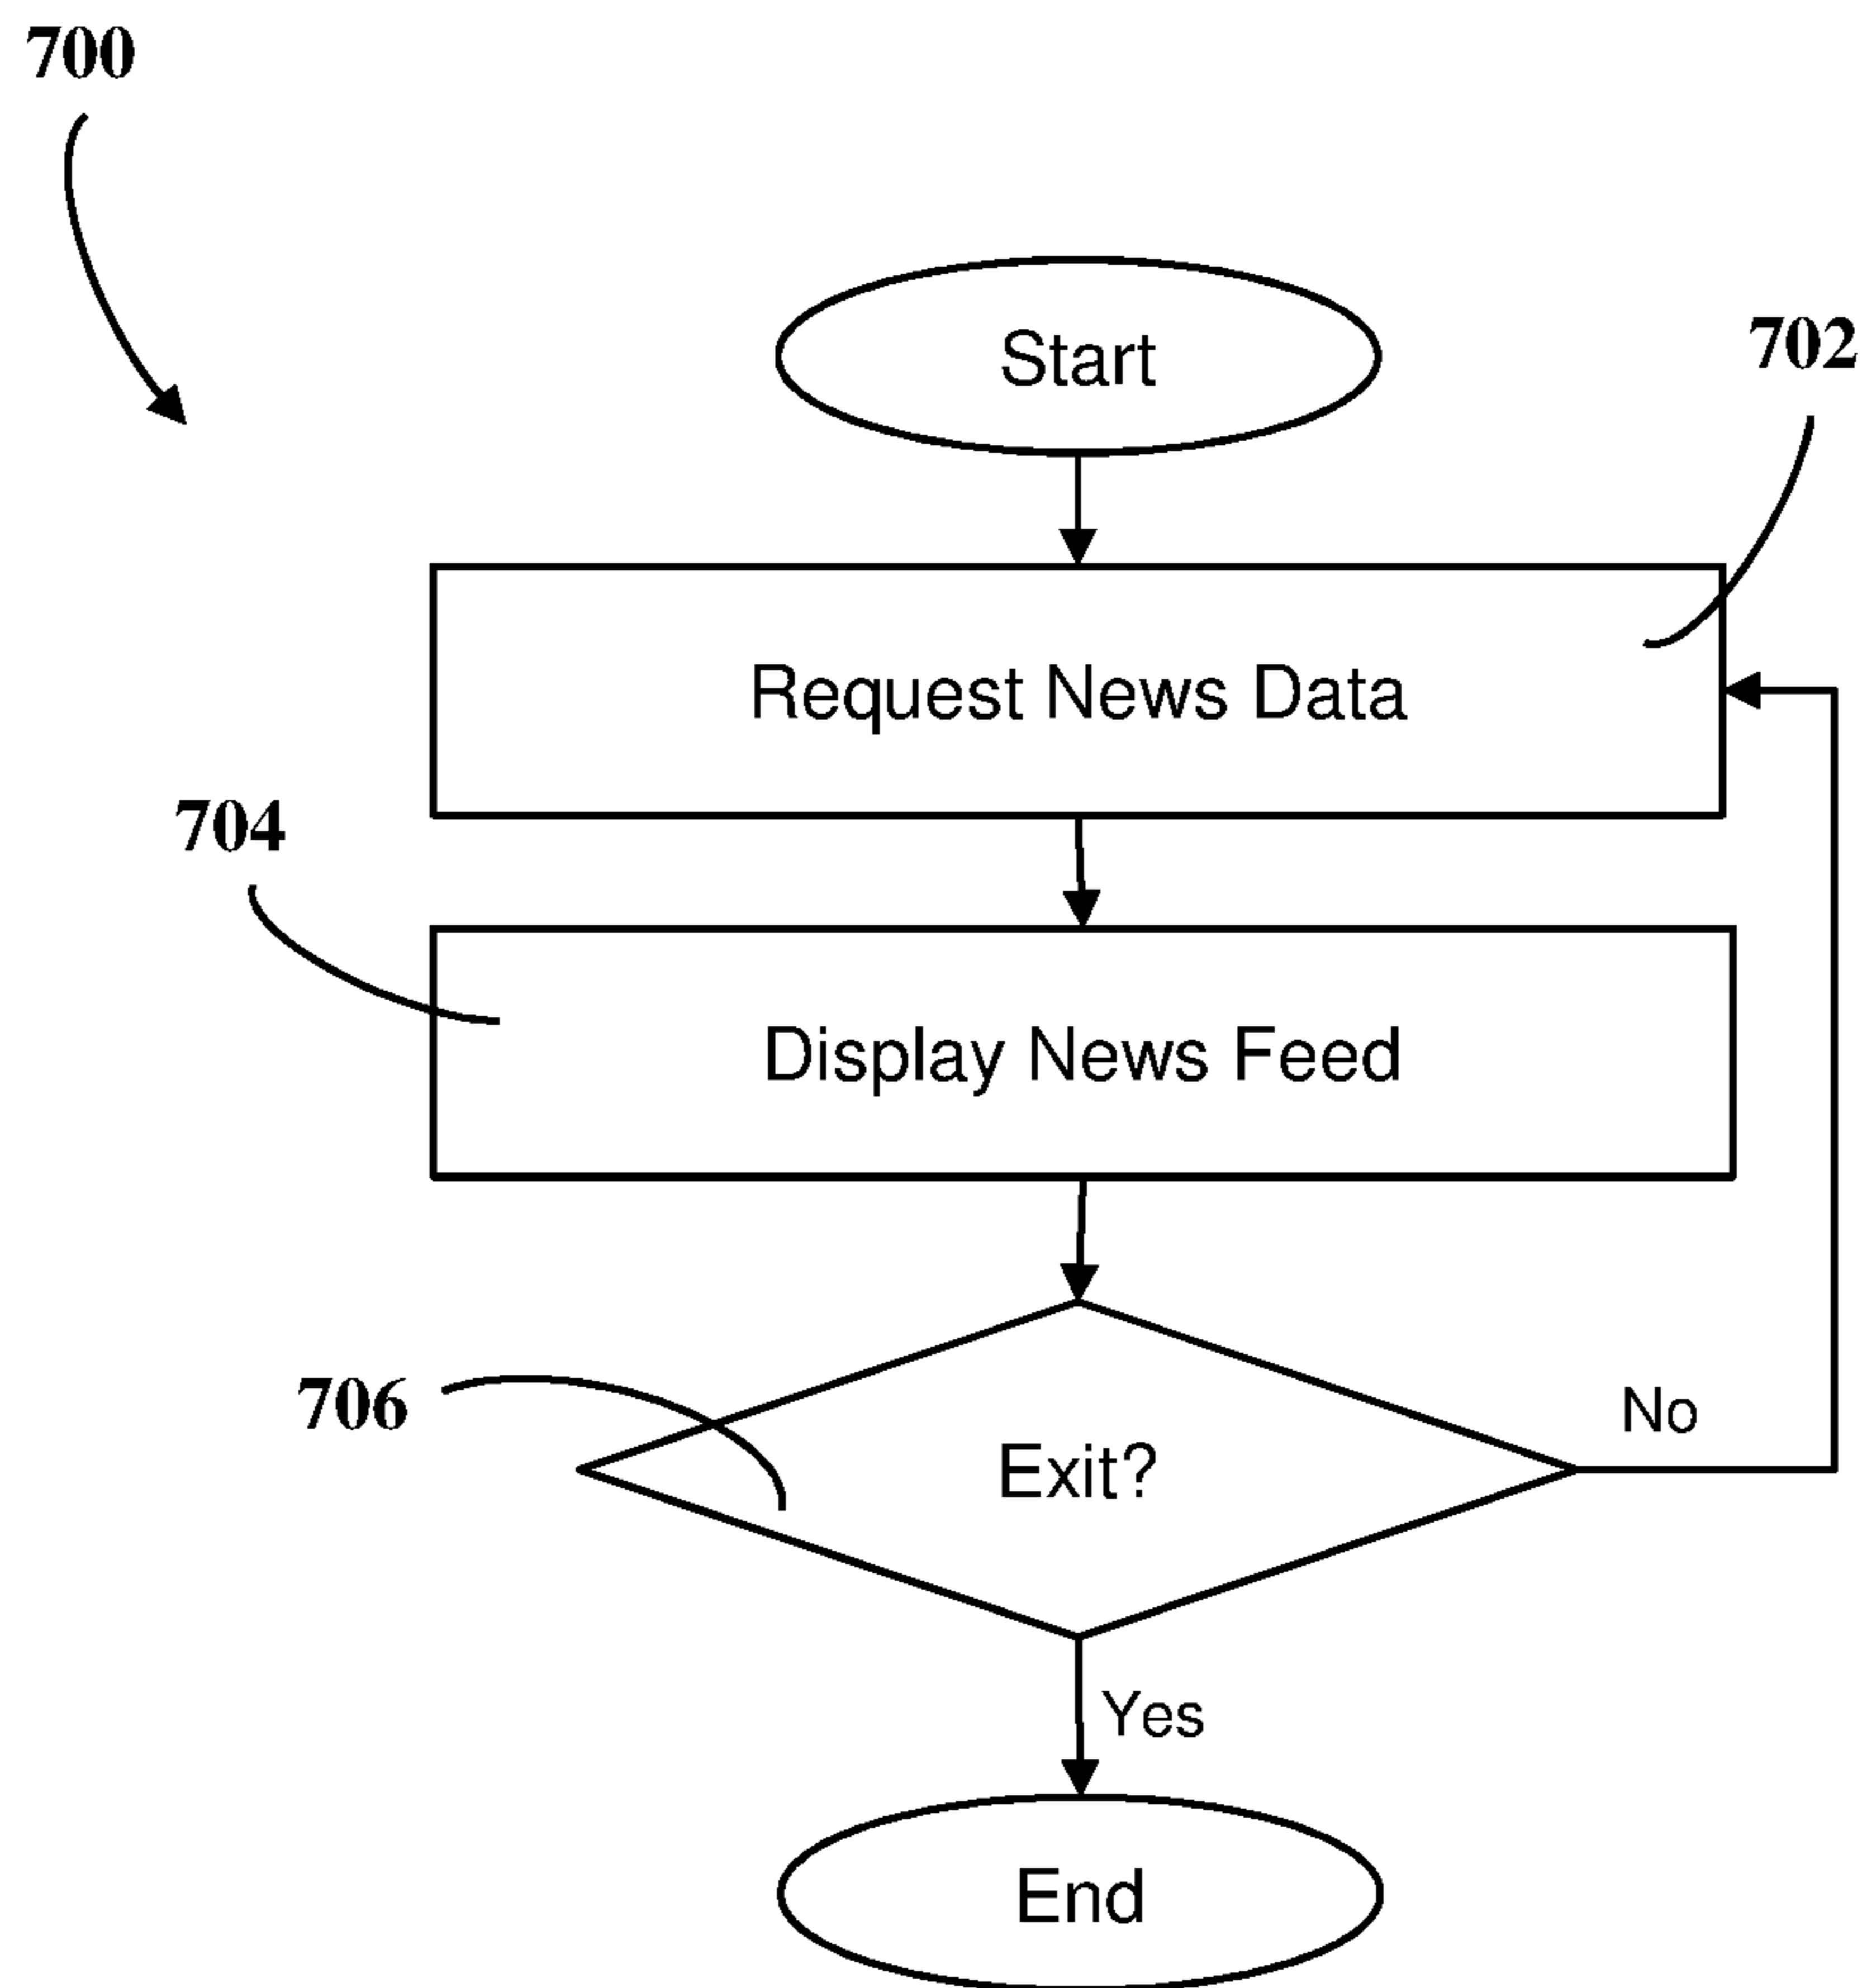 700
Start
702
Request News Data
704
Display News Feed
706
Exit?
No
Yes
End